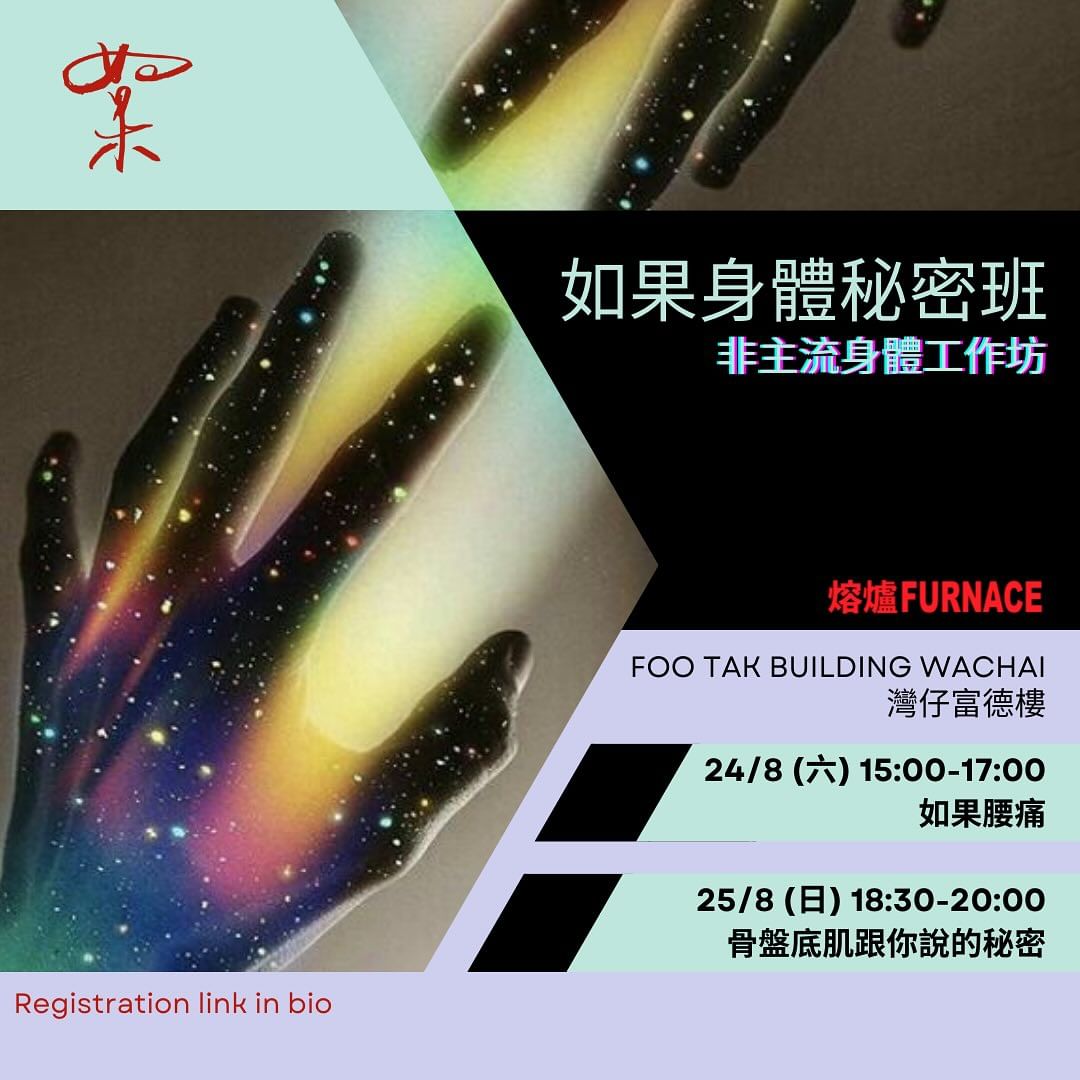 如果
如果身體秘密班
非主流身體工作坊
熔爐FURNACE
FOO TAK BUILDING WACHAI
灣仔富德樓
24/8 (六) 15:00-17:00
如果腰痛
25/8 (日) 18:30-20:00
骨盤底肌跟你說的秘密
Registration link in bio